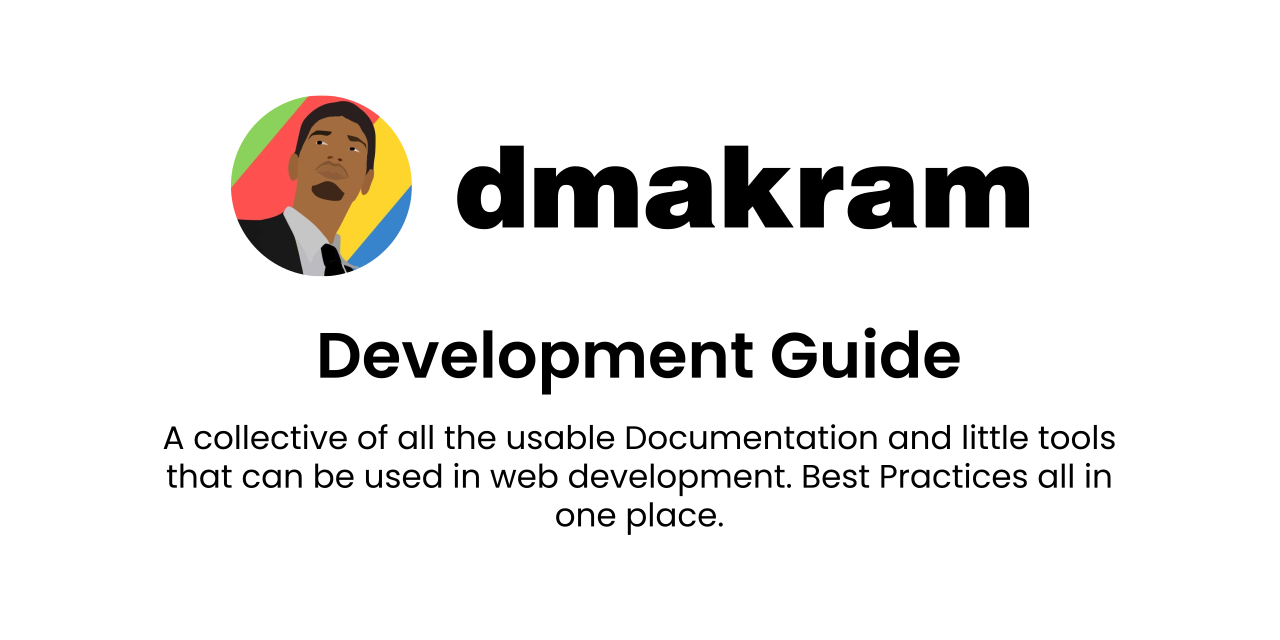 dmakram
Development Guide
A collective of all the usable Documentation and little tools
that can be used in web development. Best Practices all in
one place.